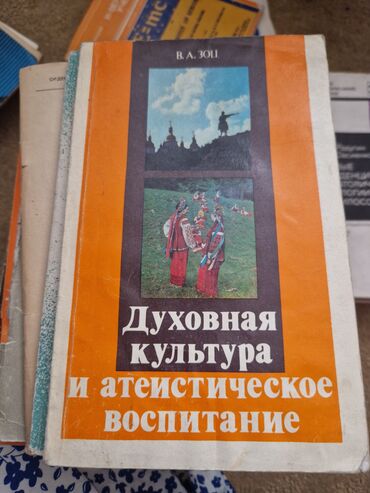 В. А. ЗОЦ
Духовная
культура
и атеистическое
воспитание